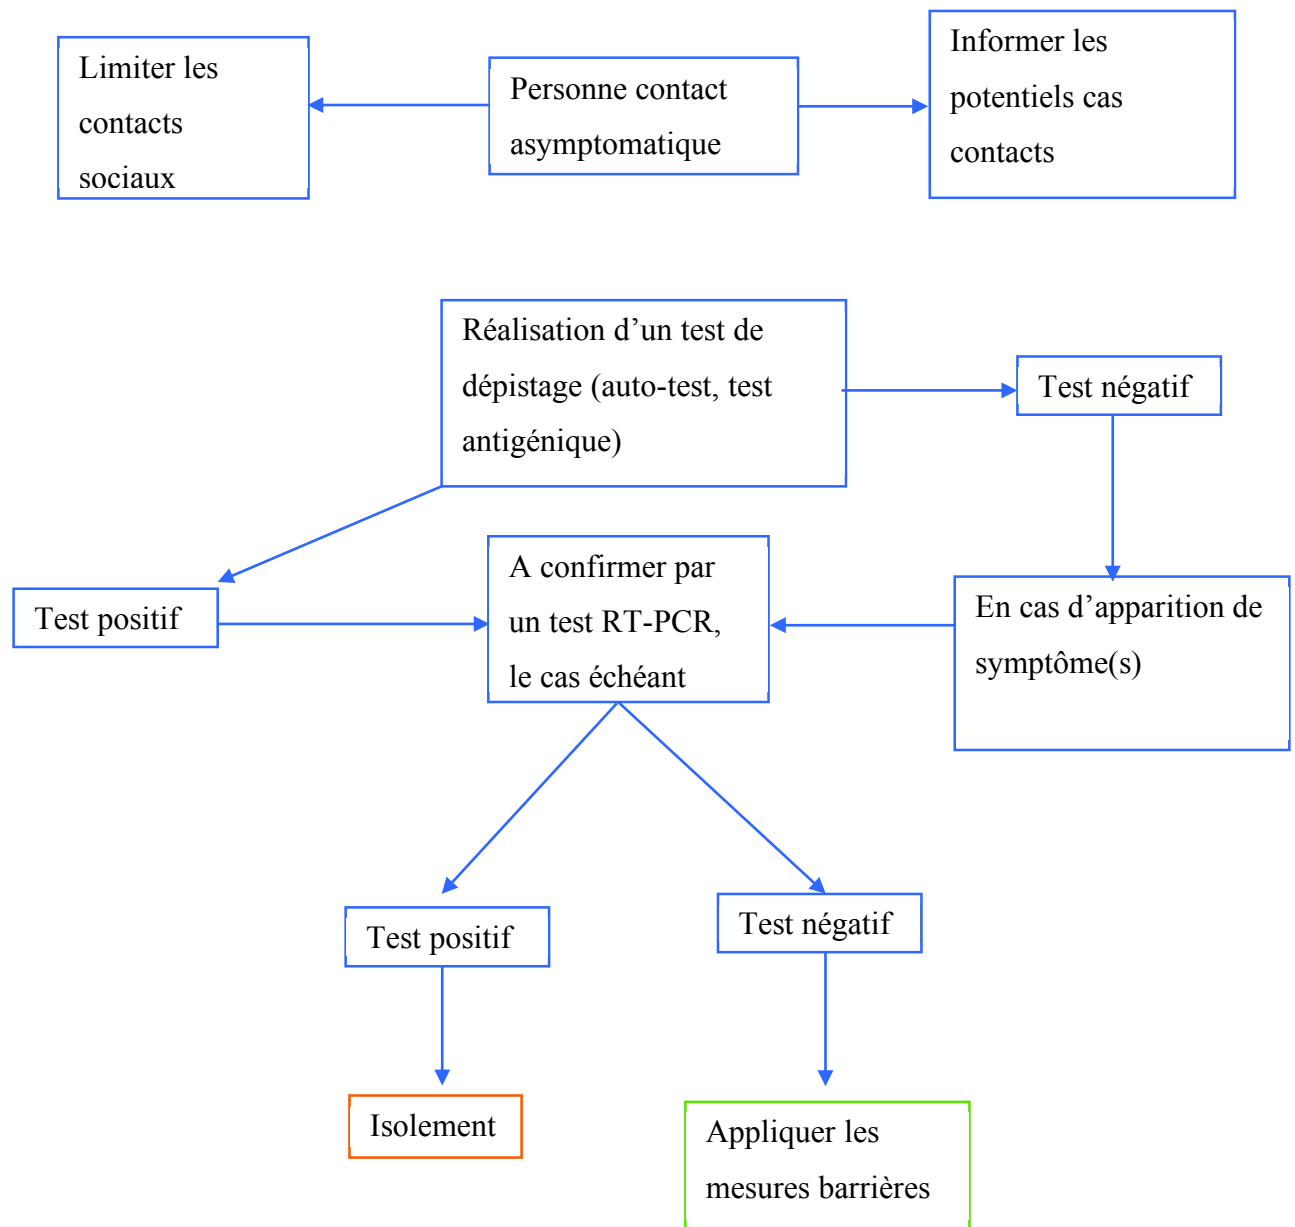 Limiter les
contacts
sociaux
Personne contact
asymptomatique
Informer les
potentiels cas
contacts
Réalisation d’un test de
dépistage (auto-test, test
antigénique)
Test négatif
Test positif
A confirmer par
un test RT-PCR,
le cas échéant
En cas d’apparition de
symptôme(s)
Test positif
Test négatif
Isolement
Appliquer les
mesures barrières